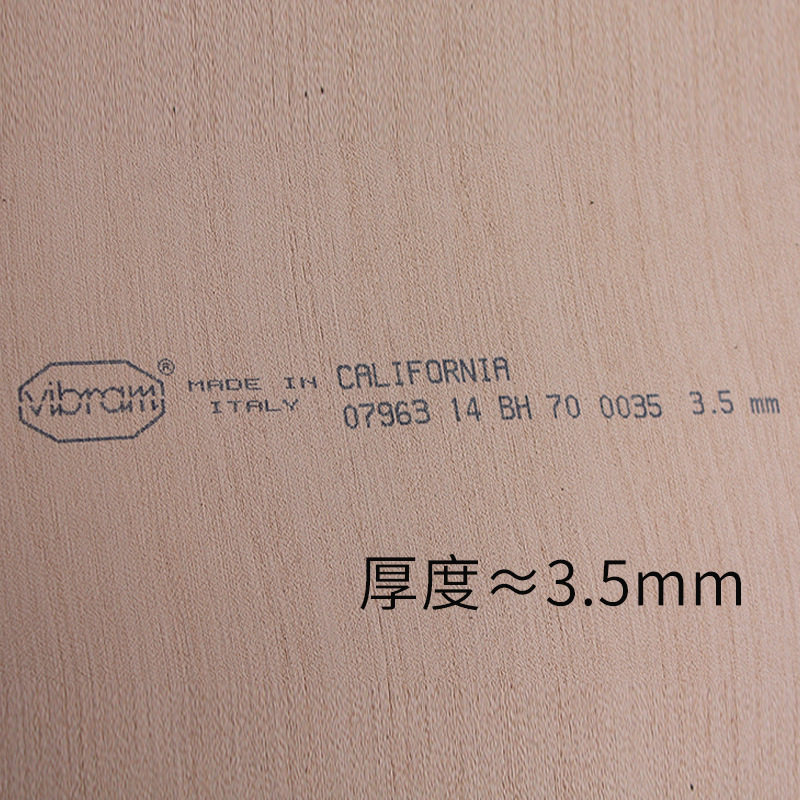 vibram®
MADE IN
ITALY
CALIFORNIA
07963 14 BH 70 0035 3.5 mm
厚度≈3.5mm